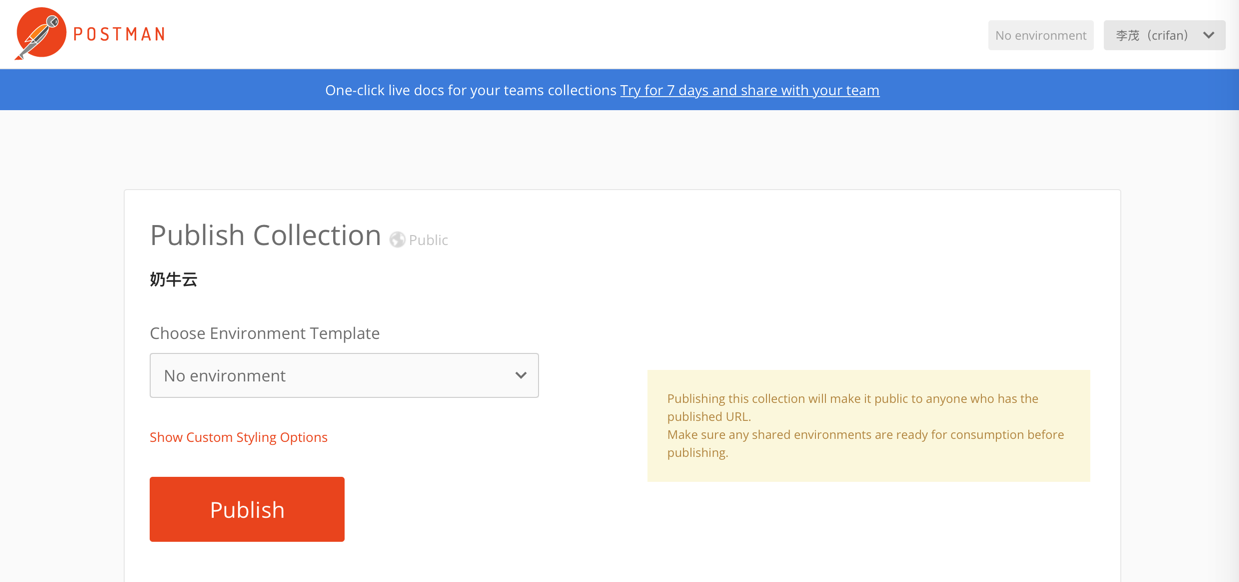 POSTMAN
No environment
李茂（crifan）
One-click live docs for your teams collections Try for 7 days and share with your team
Publish Collection Public
奶牛云
Choose Environment Template
No environment
Publishing this collection will make it public to anyone who has the
published URL.
Make sure any shared environments are ready for consumption before
publishing.
Show Custom Styling Options
Publish